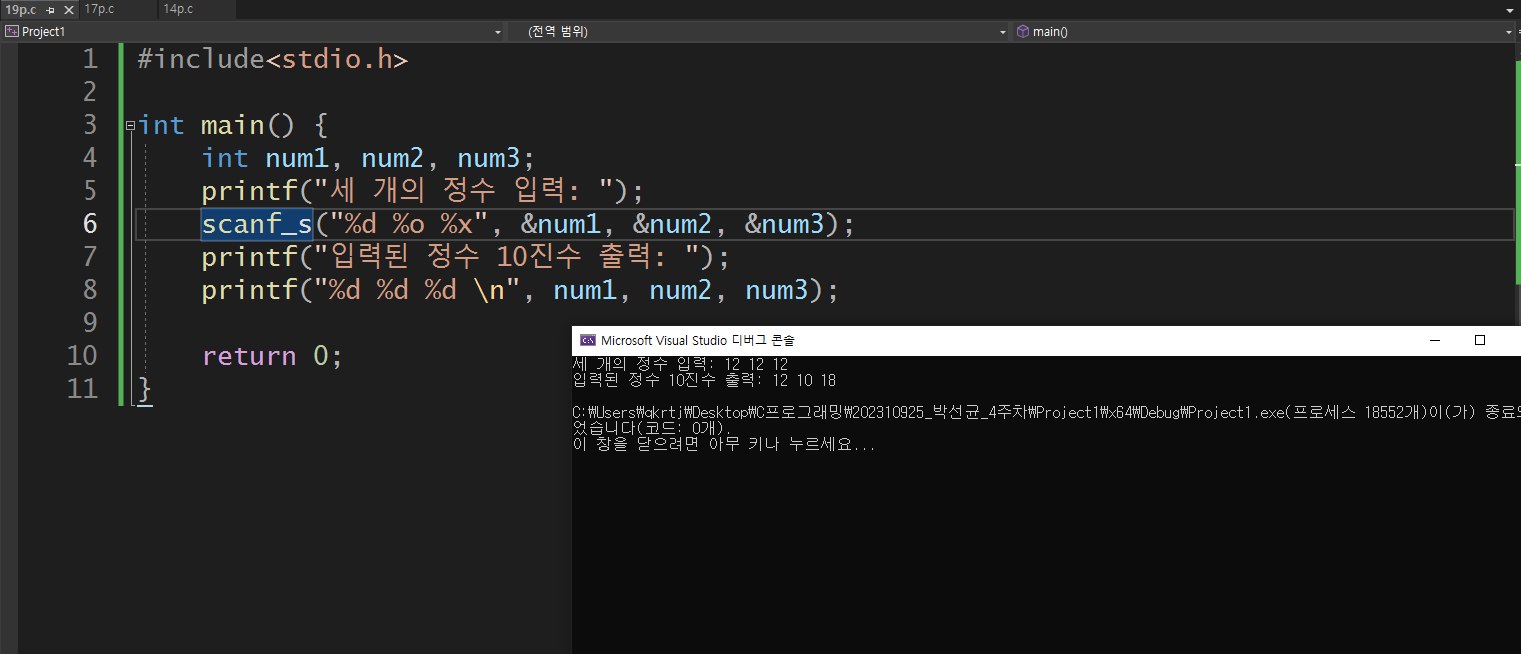 19p.c 17p.c 14p.c
Project1 (전역 범위) main()
1 #include<stdio.h>
2
3 int main() {
4 int num1, num2, num3;
5 printf("세 개의 정수 입력: ");
6 scanf_s("%d %o %x", &num1, &num2, &num3);
7 printf("입력된 정수 10진수 출력: ");
8 printf("%d %d %d \n", num1, num2, num3);
9
10 return 0;
11 }
Microsoft Visual Studio 디버그 콘솔
세 개의 정수 입력: 12 12 12
입력된 정수 10진수 출력: 12 10 18
C:₩Users₩qkrtj₩Desktop₩C프로그래밍₩202310925_박선균_4주차₩Project1₩x64₩Debug₩Project1.exe(프로세스 18552개)이(가) 종료
었습니다(코드: 0개).
이 창을 닫으려면 아무 키나 누르세요...